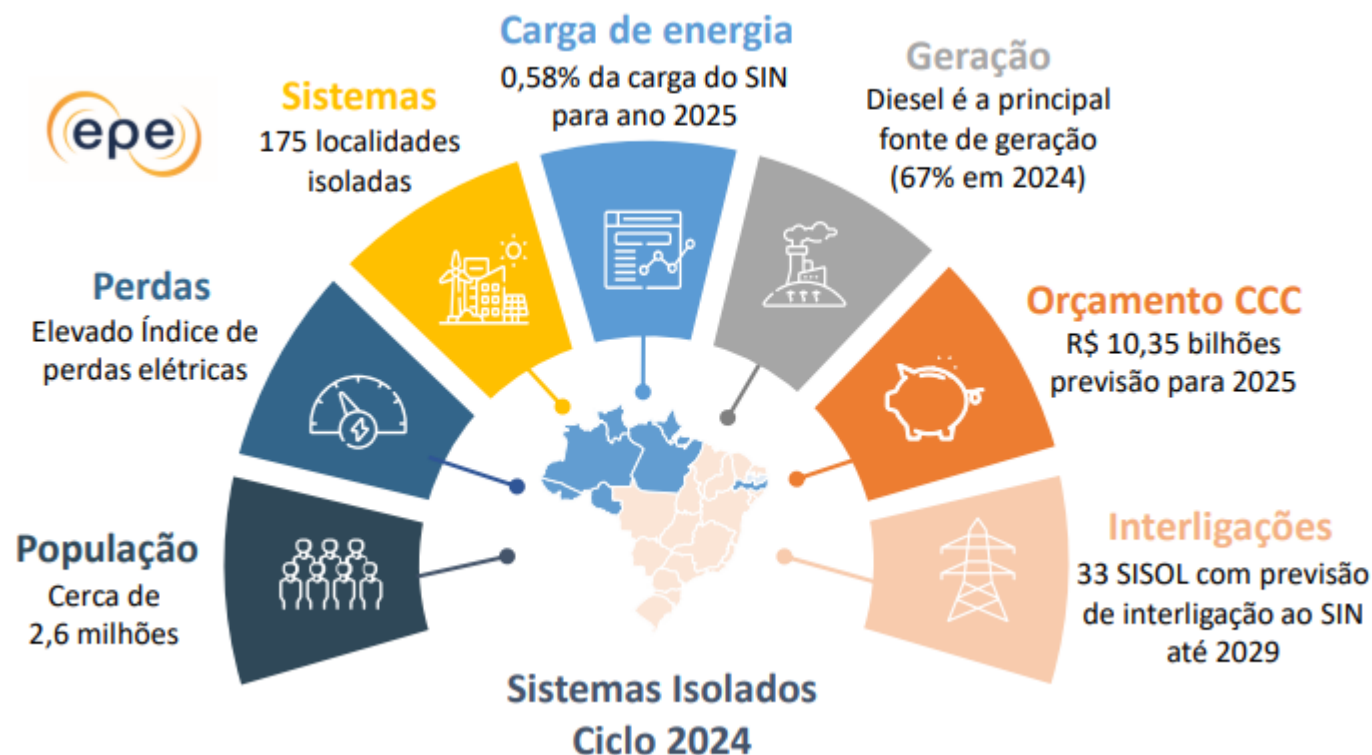 epe
Carga de energia
0,58% da carga do SIN
para ano 2025
Geração
Diesel é a principal
fonte de geração
(67% em 2024)
Sistemas
175 localidades
isoladas
Perdas
Elevado Índice de
perdas elétricas
Orçamento CCC
R$ 10,35 bilhões
previsão para 2025
População
Cerca de
2,6 milhões
Interligações
33 SISOL com previsão
de interligação ao SIN
até 2029
Sistemas Isolados
Ciclo 2024